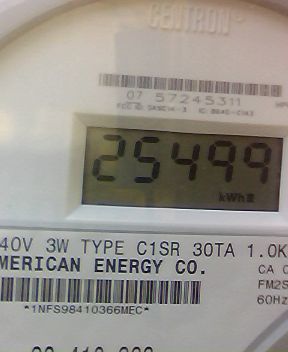 CENTRON®
07 57245311
25499
kWh
40V 3W TYPE C1SR 30TA 1.0K
MERICAN ENERGY CO.
CA 0
FM2S
60Hz
*1NFS98410366MEC*